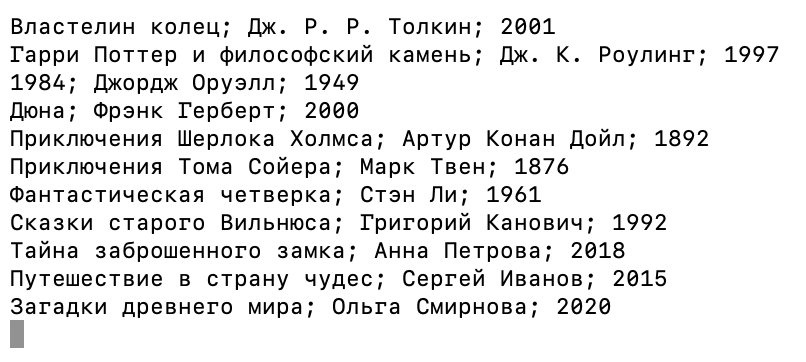 Властелин колец; Дж. Р. Р. Толкин; 2001
Гарри Поттер и философский камень; Дж. К. Роулинг; 1997
1984; Джордж Оруэлл; 1949
Дюна; Фрэнк Герберт; 2000
Приключения Шерлока Холмса; Артур Конан Дойл; 1892
Приключения Тома Сойера; Марк Твен; 1876
Фантастическая четверка; Стэн Ли; 1961
Сказки старого Вильнюса; Григорий Канович; 1992
Тайна заброшенного замка; Анна Петрова; 2018
Путешествие в страну чудес; Сергей Иванов; 2015
Загадки древнего мира; Ольга Смирнова; 2020